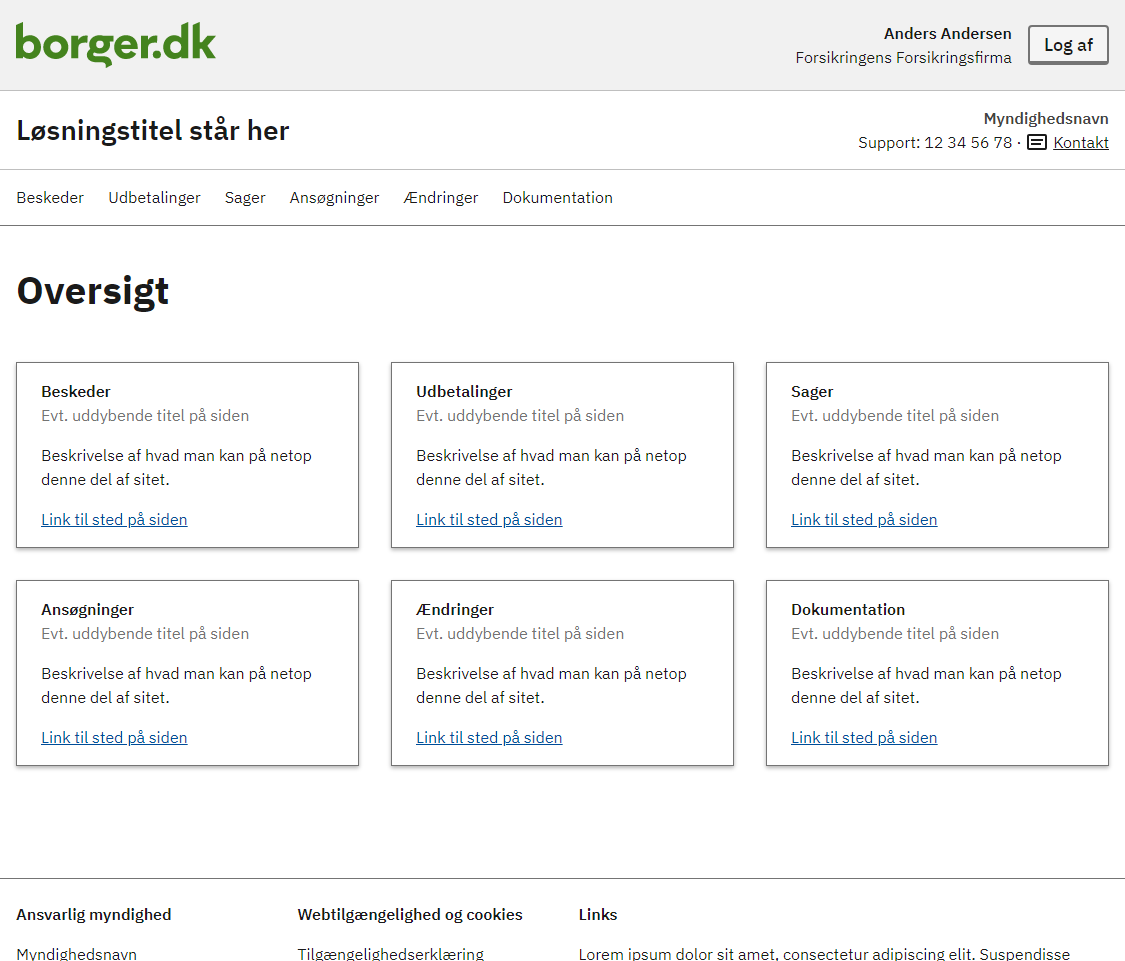 borger.dk
Anders Andersen
Forsikringens Forsikringsfirma
Log af
Løsningstitel står her
Myndighedsnavn
Support: 12 34 56 78 · Kontakt
Beskeder Udbetalinger Sager Ansøgninger Ændringer Dokumentation
Oversigt
Beskeder
Evt. uddybende titel på siden
Beskrivelse af hvad man kan på netop
denne del af sitet.
Link til sted på siden
Udbetalinger
Evt. uddybende titel på siden
Beskrivelse af hvad man kan på netop
denne del af sitet.
Link til sted på siden
Sager
Evt. uddybende titel på siden
Beskrivelse af hvad man kan på netop
denne del af sitet.
Link til sted på siden
Ansøgninger
Evt. uddybende titel på siden
Beskrivelse af hvad man kan på netop
denne del af sitet.
Link til sted på siden
Ændringer
Evt. uddybende titel på siden
Beskrivelse af hvad man kan på netop
denne del af sitet.
Link til sted på siden
Dokumentation
Evt. uddybende titel på siden
Beskrivelse af hvad man kan på netop
denne del af sitet.
Link til sted på siden
Ansvarlig myndighed
Myndighedsnavn
Webtilgængelighed og cookies
Tilgængelighedserklæring
Links
Lorem ipsum dolor sit amet, consectetur adipiscing elit. Suspendisse